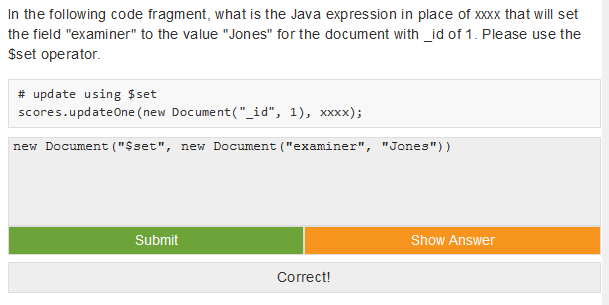 In the following code fragment, what is the Java expression in place of xxxx that will set
the field "examiner" to the value "Jones" for the document with _id of 1. Please use the
$set operator.
# update using $set
scores.updateOne(new Document("_id", 1), xxxx);
new Document("$set", new Document("examiner", "Jones"))
Submit
Show Answer
Correct!